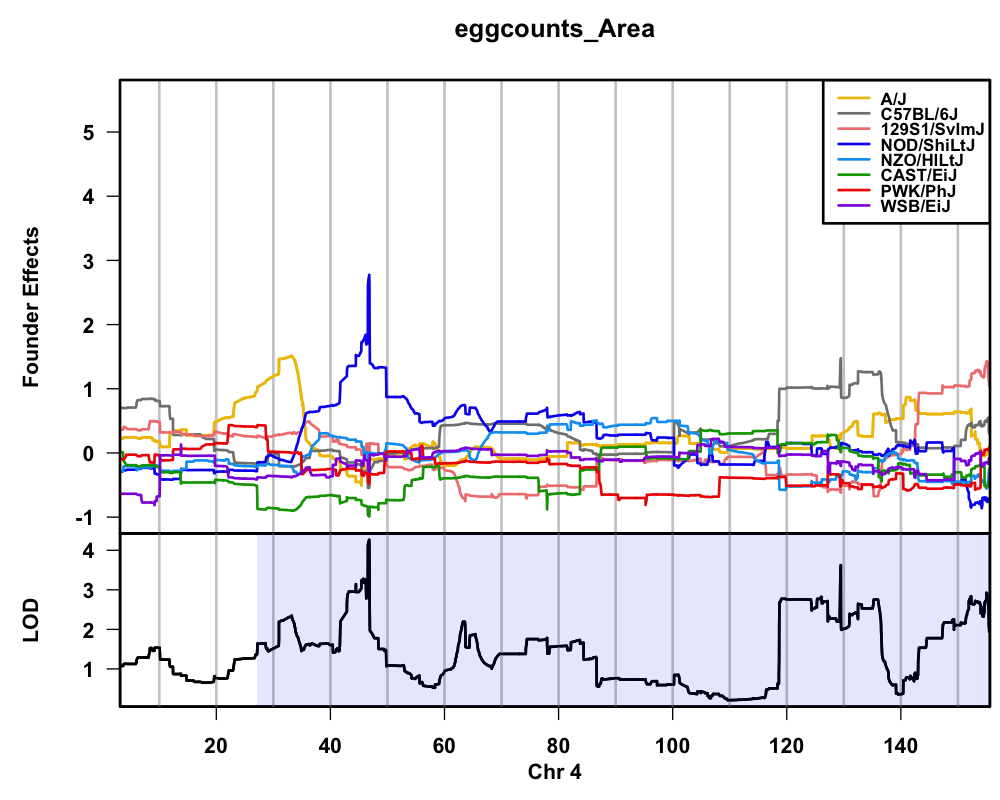 eggcounts_Area
A/J
C57BL/6J
129S1/SvImJ
NOD/ShiLtJ
NZO/HlLtJ
CAST/EiJ
PWK/PhJ
WSB/EiJ
Founder Effects
5
4
3
2
1
0
-1
LOD
4
3
2
1
20 40 60 80 100 120 140
Chr 4